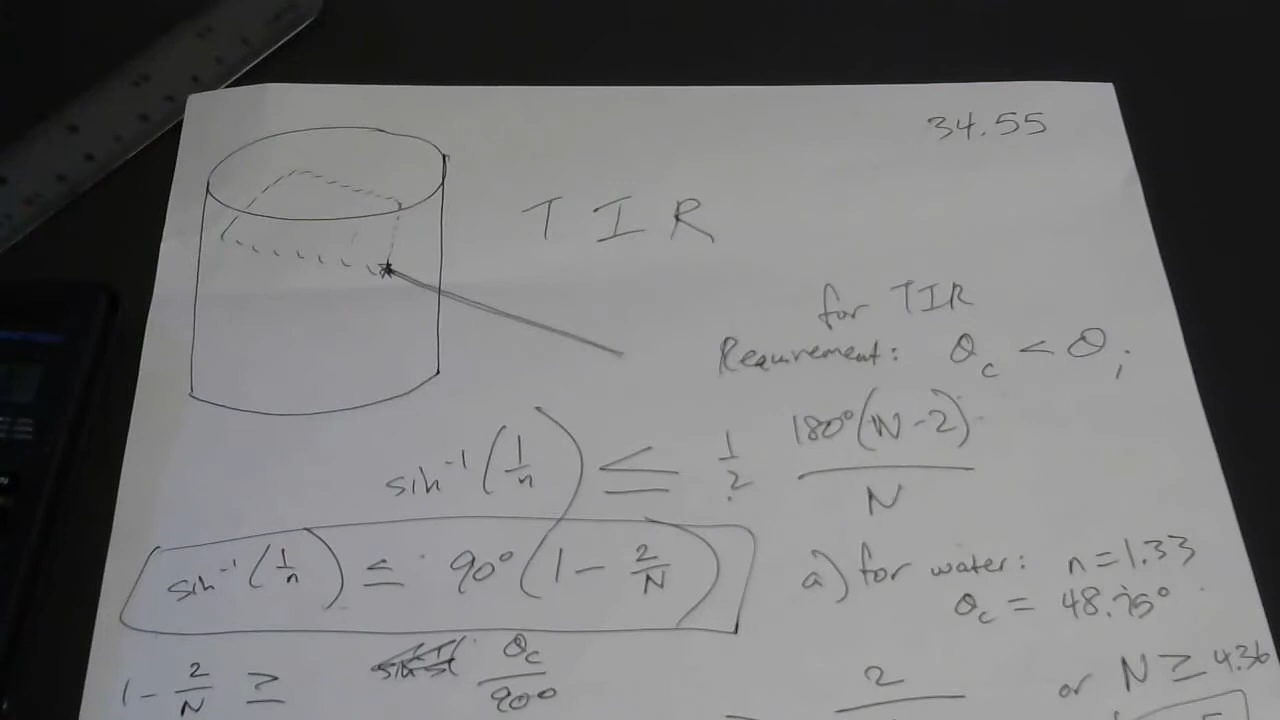 34.55
TIR
for TIR
Requirement: θc < θi
sin⁻¹(1/n) ≤ 1/2 180°(N-2)/N
sin⁻¹(1/n) ≤ 90°(1 - 2/N)
a) for water: n=1.33
θc = 48.75°
1 - 2/N ≥ θc/90°
2
or N ≥ 4.36